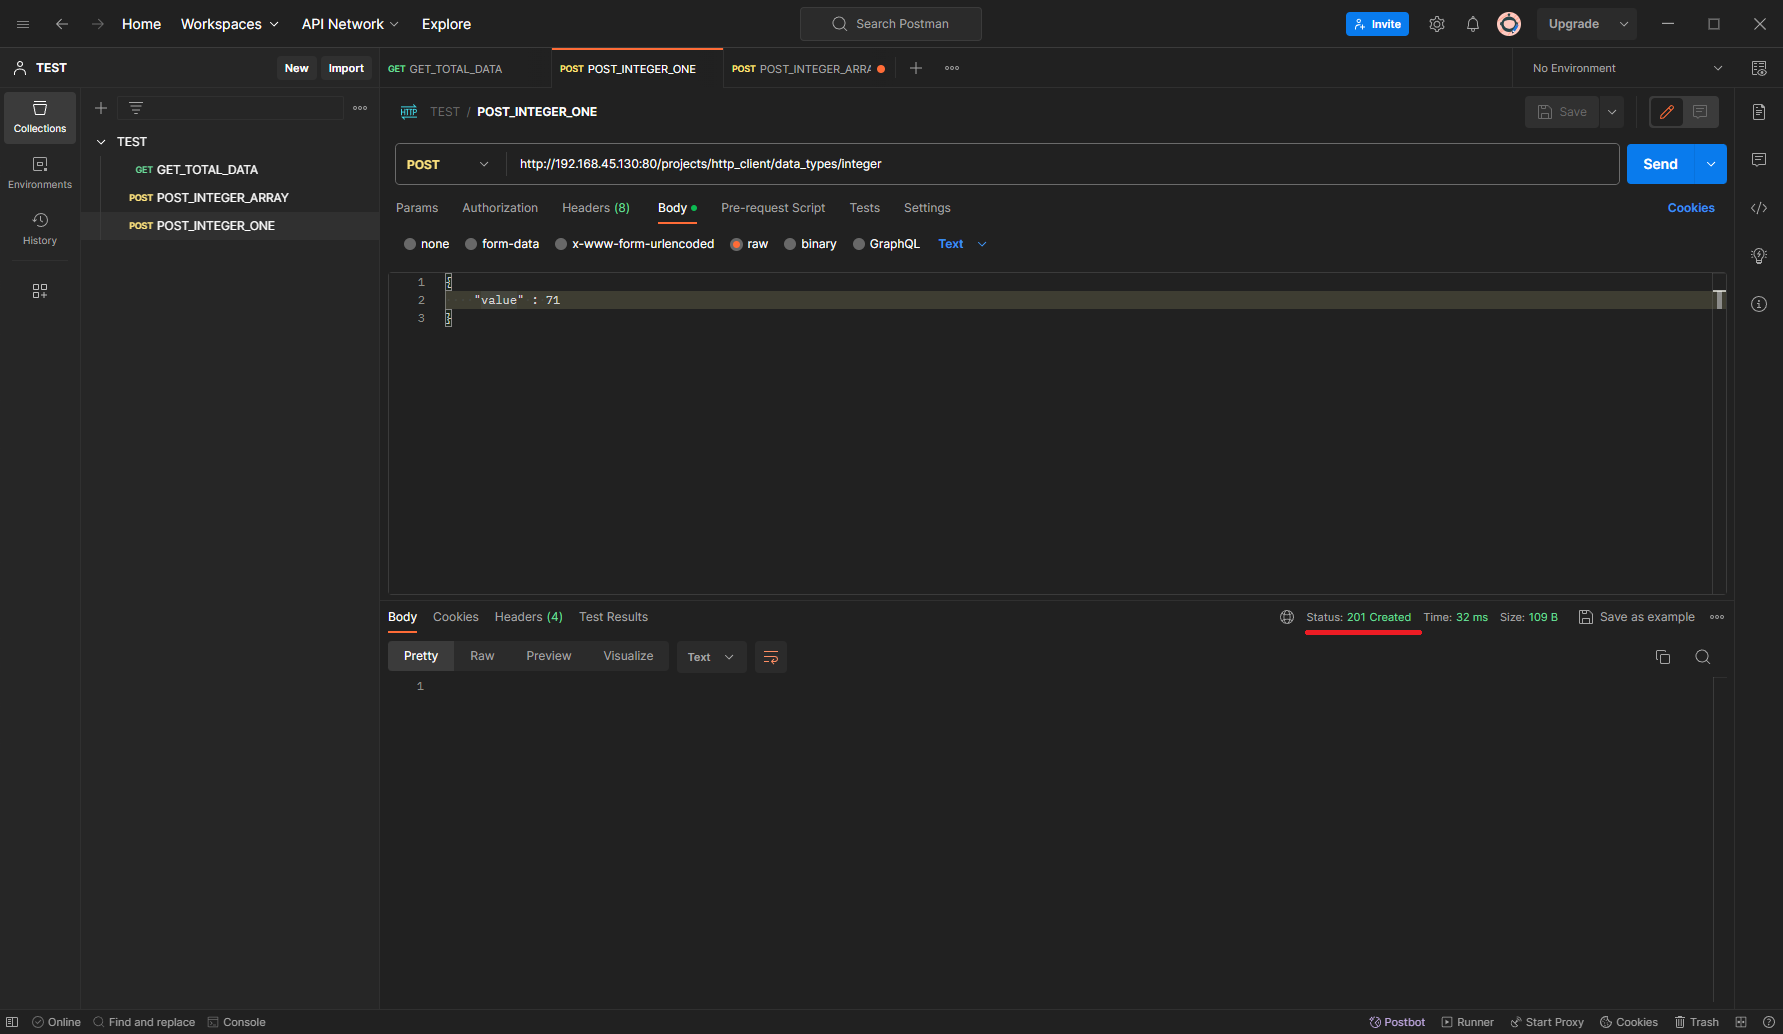 Home Workspaces API Network Explore Search Postman Invite Upgrade
TEST New Import GET GET_TOTAL_DATA POST POST_INTEGER_ONE POST POST_INTEGER_ARRA No Environment
Collections
Environments
History
TEST
GET GET_TOTAL_DATA
POST POST_INTEGER_ARRAY
POST POST_INTEGER_ONE
HTTP TEST / POST_INTEGER_ONE Save
POST http://192.168.45.130:80/projects/http_client/data_types/integer Send
Params Authorization Headers (8) Body Pre-request Script Tests Settings Cookies
none form-data x-www-form-urlencoded raw binary GraphQL Text
1 {
2 "value" : 71
3 }
Body Cookies Headers (4) Test Results Status: 201 Created Time: 32 ms Size: 109 B Save as example
Pretty Raw Preview Visualize Text
1
Online Find and replace Console Postbot Runner Start Proxy Cookies Trash